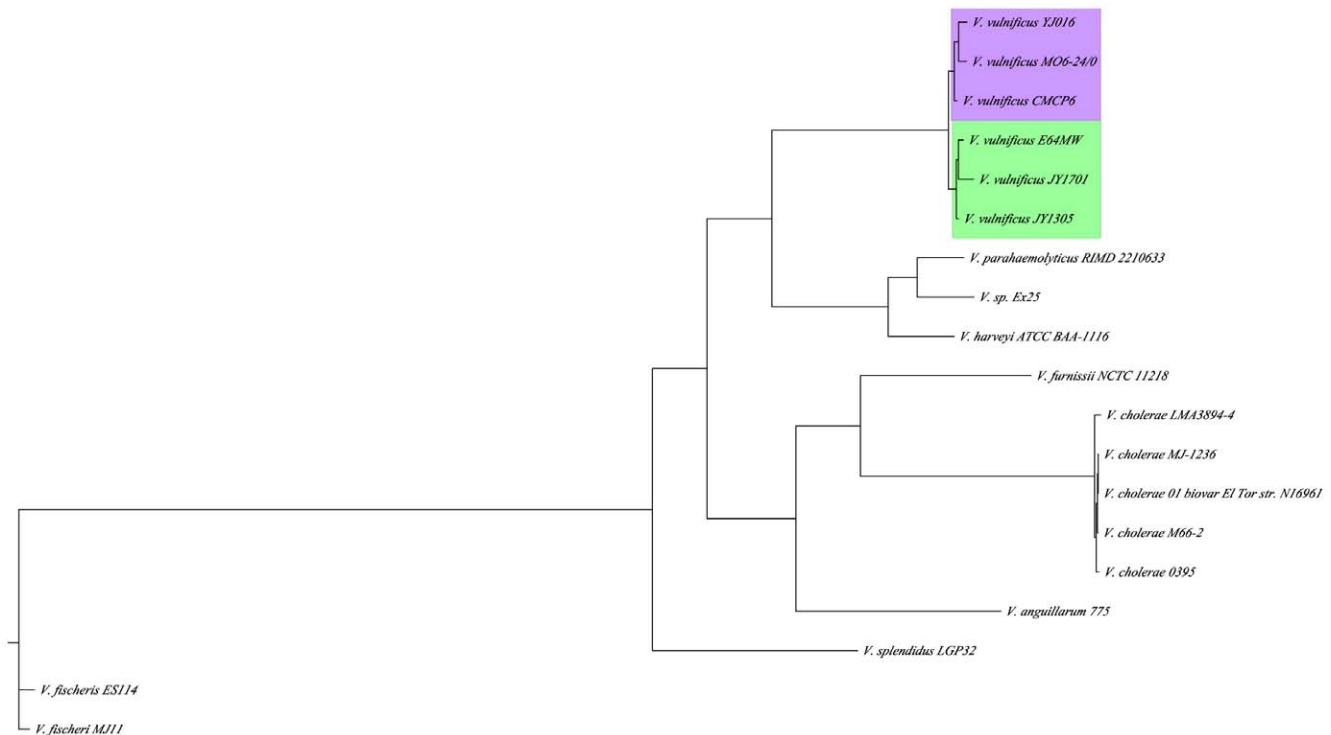 V. vulnificus YJ016
V. vulnificus MO6-24/0
V. vulnificus CMCP6
V. vulnificus E64MW
V. vulnificus JY1701
V. vulnificus JY1305
V. parahaemolyticus RIMD 2210633
V. sp. Ex25
V. harveyi ATCC BAA-1116
V. furnissii NCTC 11218
V. cholerae LMA3894-4
V. cholerae MJ-1236
V. cholerae 01 biovar El Tor str. N16961
V. cholerae M66-2
V. cholerae 0395
V. anguillarum 775
V. splendidus LGP32
V. fischeris ES114
V. fischeri MJ11